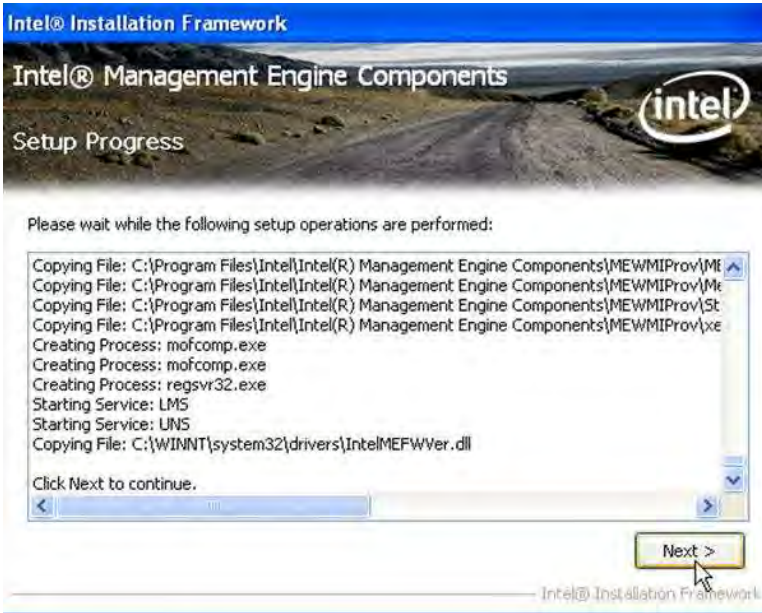 Intel® Installation Framework
Intel® Management Engine Components
intel
Setup Progress
Please wait while the following setup operations are performed:
Copying File: C:\Program Files\Intel\Intel(R) Management Engine Components\MEWMIProv\ME
Copying File: C:\Program Files\Intel\Intel(R) Management Engine Components\MEWMIProv\Me
Copying File: C:\Program Files\Intel\Intel(R) Management Engine Components\MEWMIProv\St
Copying File: C:\Program Files\Intel\Intel(R) Management Engine Components\MEWMIProv\xe
Creating Process: mofcomp.exe
Creating Process: mofcomp.exe
Creating Process: regsvr32.exe
Starting Service: LMS
Starting Service: UNS
Copying File: C:\WINNT\system32\drivers\IntelMEFWVer.dll
Click Next to continue.
Next >
Intel® Installation Framework